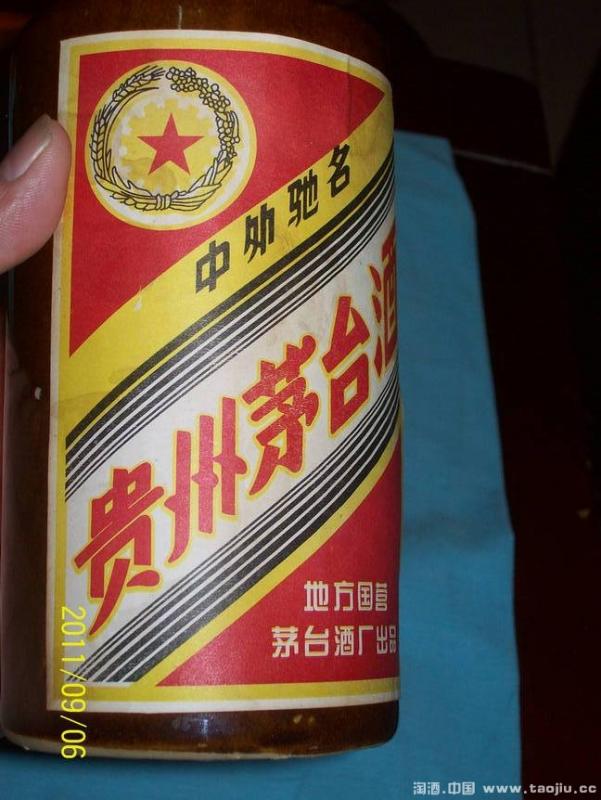 中外驰名
贵州茅台酒
地方国营
茅台酒厂出品
2011/09/06
淘酒.中国 www.taojiu.cc